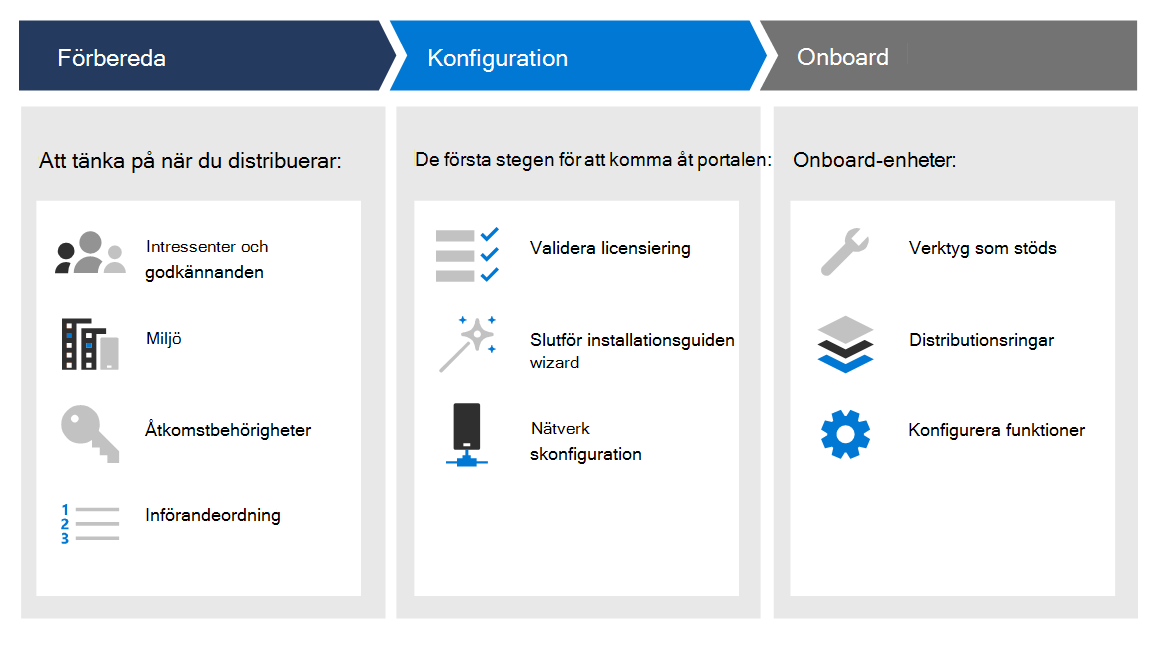 Förbereda
Konfiguration
Onboard
Att tänka på när du distribuerar:
Intressenter och
godkännanden
Miljö
Åtkomstbehörigheter
1
2
3
Införandeordning
De första stegen för att komma åt portalen:
Validera licensiering
Slutför installationsguiden
wizard
Nätverk
skonfiguration
Onboard-enheter:
Verktyg som stöds
Distributionsringar
Konfigurera funktioner